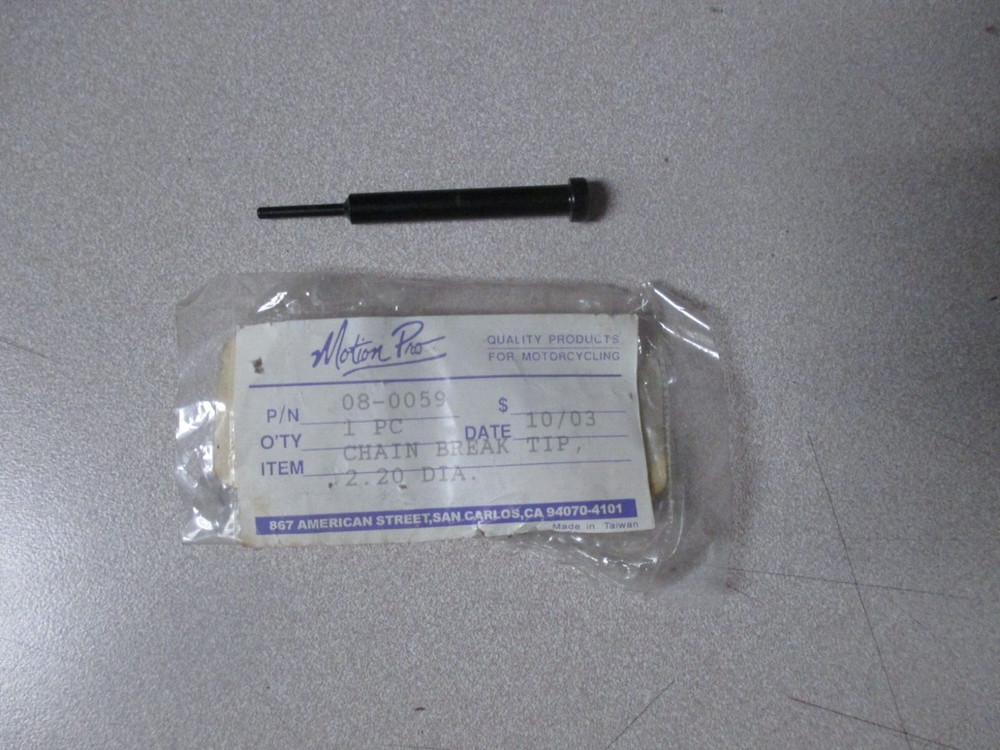 Motion Pro
QUALITY PRODUCTS
FOR MOTORCYCLING
P/N 08-0059 $
Q'TY 1 PC DATE 10/03
ITEM CHAIN BREAK TIP,
2.20 DIA.
867 AMERICAN STREET,SAN CARLOS,CA 94070-4101
Made in Taiwan